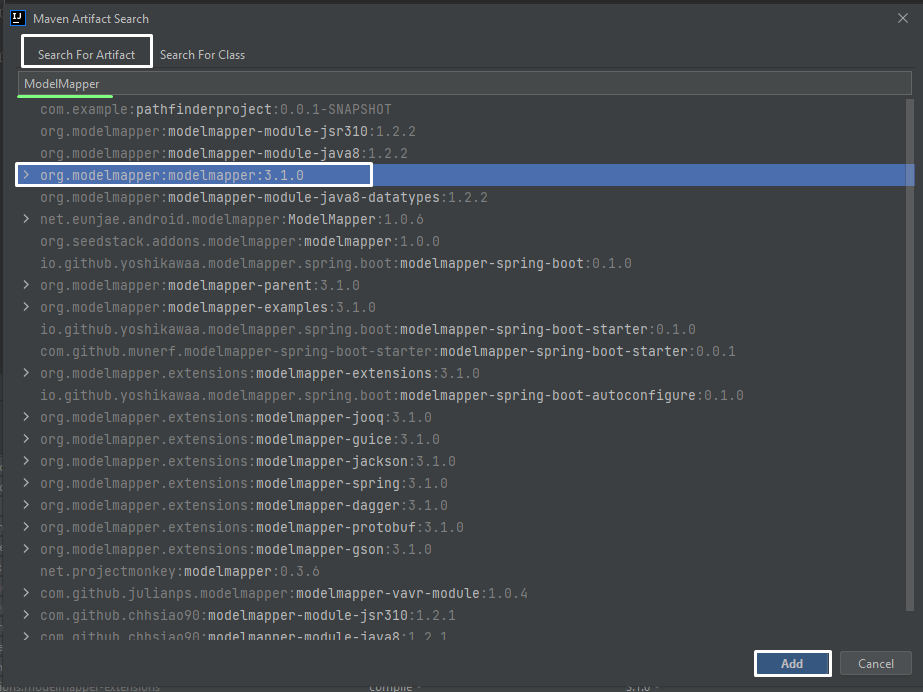 IJ Maven Artifact Search
Search For Artifact Search For Class
ModelMapper
com.example:pathfinderproject:0.0.1-SNAPSHOT
org.modelmapper:modelmapper-module-jsr310:1.2.2
org.modelmapper:modelmapper-module-java8:1.2.2
org.modelmapper:modelmapper:3.1.0
org.modelmapper:modelmapper-module-java8-datatypes:1.2.2
net.eunjae.android.modelmapper:ModelMapper:1.0.6
org.seedstack.addons.modelmapper:modelmapper:1.0.0
io.github.yoshikawaa.modelmapper.spring.boot:modelmapper-spring-boot:0.1.0
org.modelmapper:modelmapper-parent:3.1.0
org.modelmapper:modelmapper-examples:3.1.0
io.github.yoshikawaa.modelmapper.spring.boot:modelmapper-spring-boot-starter:0.1.0
com.github.munerf.modelmapper-spring-boot-starter:modelmapper-spring-boot-starter:0.0.1
org.modelmapper.extensions:modelmapper-extensions:3.1.0
io.github.yoshikawaa.modelmapper.spring.boot:modelmapper-spring-boot-autoconfigure:0.1.0
org.modelmapper.extensions:modelmapper-jooq:3.1.0
org.modelmapper.extensions:modelmapper-guice:3.1.0
org.modelmapper.extensions:modelmapper-jackson:3.1.0
org.modelmapper.extensions:modelmapper-spring:3.1.0
org.modelmapper.extensions:modelmapper-dagger:3.1.0
org.modelmapper.extensions:modelmapper-protobuf:3.1.0
org.modelmapper.extensions:modelmapper-gson:3.1.0
net.projectmonkey:modelmapper:0.3.6
com.github.julianps.modelmapper:modelmapper-vavr-module:1.0.4
com.github.chhsiao90:modelmapper-module-jsr310:1.2.1
com.github.chhsiao90:modelmapper-module-java8:1.2.1
Add Cancel
ions:modelmapper-extensions compile 3.1.0